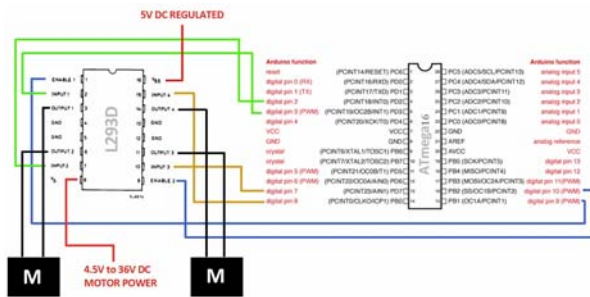 5V DC REGULATED
ENABLE 1
INPUT 1
OUTPUT 1
GND
GND
OUTPUT 2
INPUT 2
L293D
INPUT 4
OUTPUT 4
GND
GND
OUTPUT 3
INPUT 3
ENABLE 2
4.5V to 36V DC
MOTOR POWER
M
M
Arduino function
reset
digital pin 0 (RX)
digital pin 1 (TX)
digital pin 2
digital pin 3 (PWM)
digital pin 4
VCC
GND
crystal
crystal
digital pin 5 (PWM)
digital pin 6 (PWM)
digital pin 7
digital pin 8
(PCINT14/RESET) PC6
(PCINT16/RXD) PD0
(PCINT17/TXD) PD1
(PCINT18/INT0) PD2
(PCINT19/OC2B/INT1) PD3
(PCINT20/XCK/T0) PD4
VCC
GND
(PCINT6/XTAL1/TOSC1) PB6
(PCINT7/XTAL2/TOSC2) PB7
(PCINT21/OC0B/T1) PD5
(PCINT22/OC0A/AIN0) PD6
(PCINT23/AIN1) PD7
(PCINT0/CLKO/ICP1) PB0
ATmega16
PC5 (ADC5/SCL/PCINT13)
PC4 (ADC4/SDA/PCINT12)
PC3 (ADC3/PCINT11)
PC2 (ADC2/PCINT10)
PC1 (ADC1/PCINT9)
PC0 (ADC0/PCINT8)
GND
AREF
AVCC
PB5 (SCK/PCINT5)
PB4 (MISO/PCINT4)
PB3 (MOSI/OC2A/PCINT3)
PB2 (SS/OC1B/PCINT2)
PB1 (OC1A/PCINT1)
Arduino function
analog input 5
analog input 4
analog input 3
analog input 2
analog input 1
analog input 0
GND
analog reference
VCC
digital pin 13
digital pin 12
digital pin 11(PWM)
digital pin 10 (PWM)
digital pin 9 (PWM)